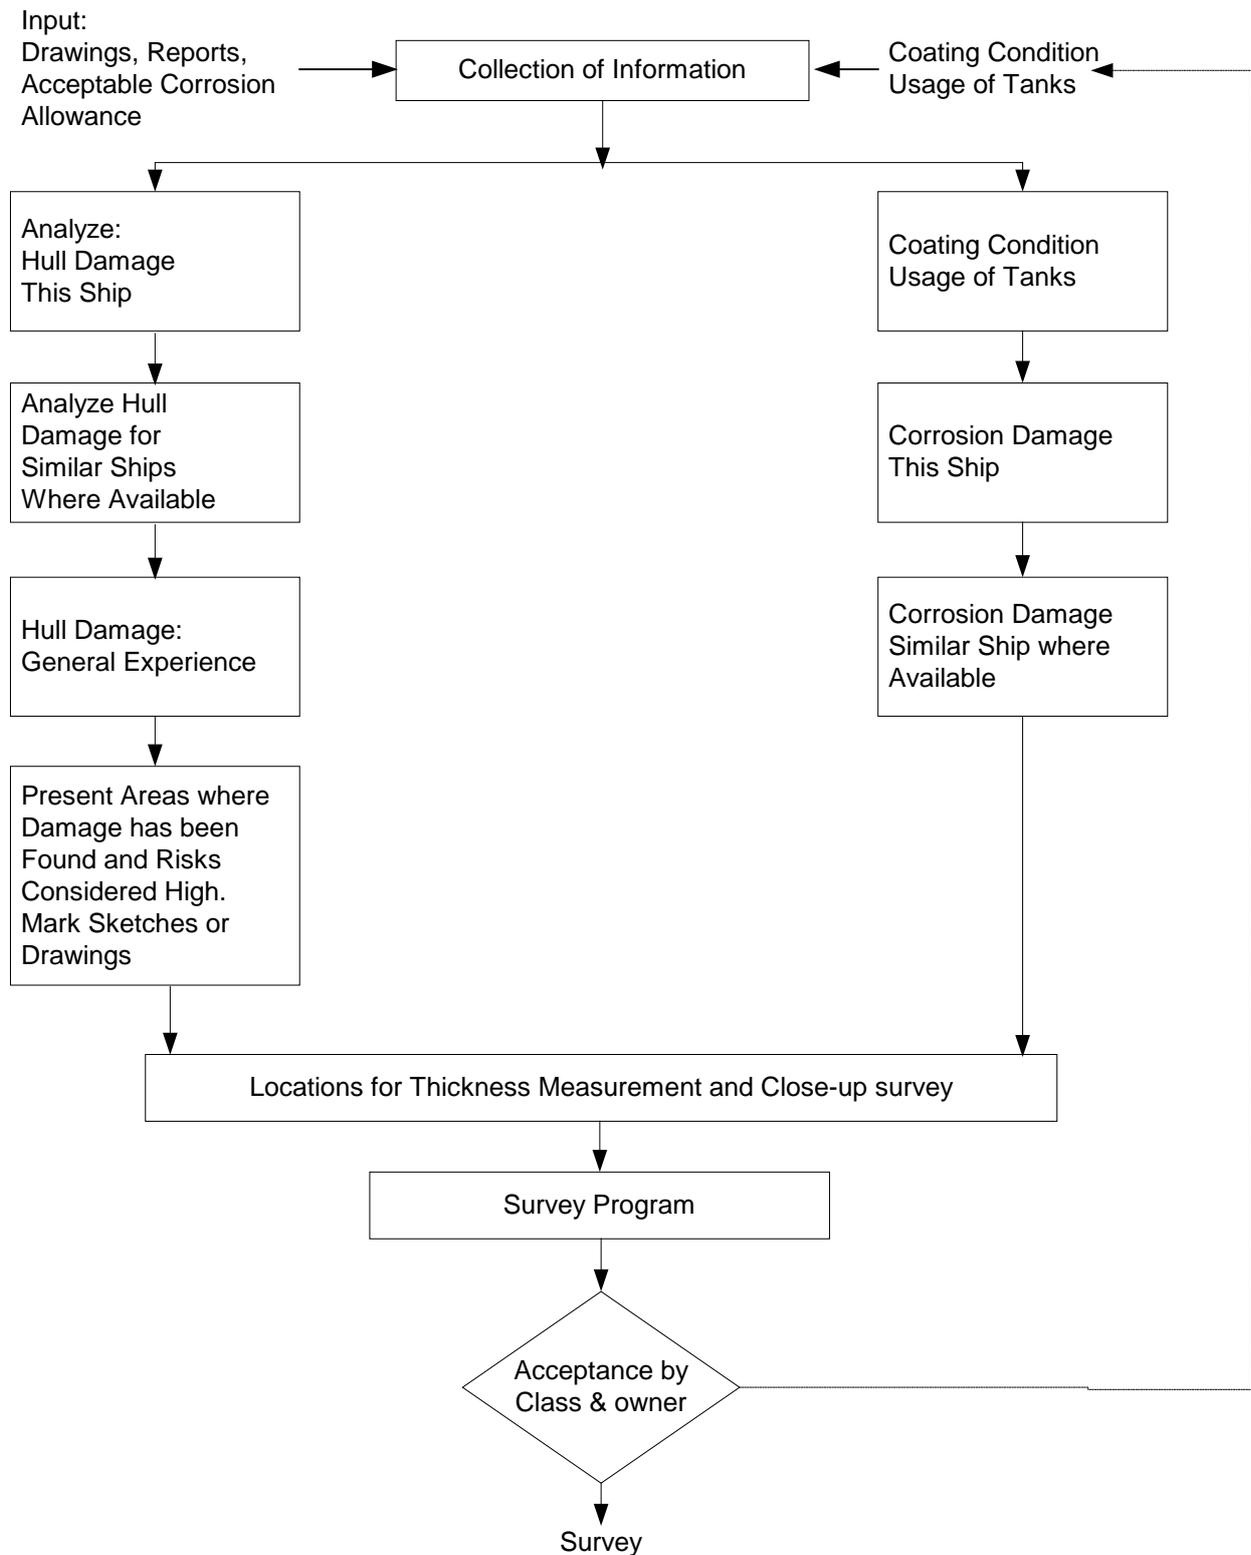 Input:
Drawings, Reports,
Acceptable Corrosion
Allowance
Collection of Information
Coating Condition
Usage of Tanks
Analyze:
Hull Damage
This Ship
Analyze Hull
Damage for
Similar Ships
Where Available
Hull Damage:
General Experience
Present Areas where
Damage has been
Found and Risks
Considered High.
Mark Sketches or
Drawings
Coating Condition
Usage of Tanks
Corrosion Damage
This Ship
Corrosion Damage
Similar Ship where
Available
Locations for Thickness Measurement and Close-up survey
Survey Program
Acceptance by
Class & owner
Survey